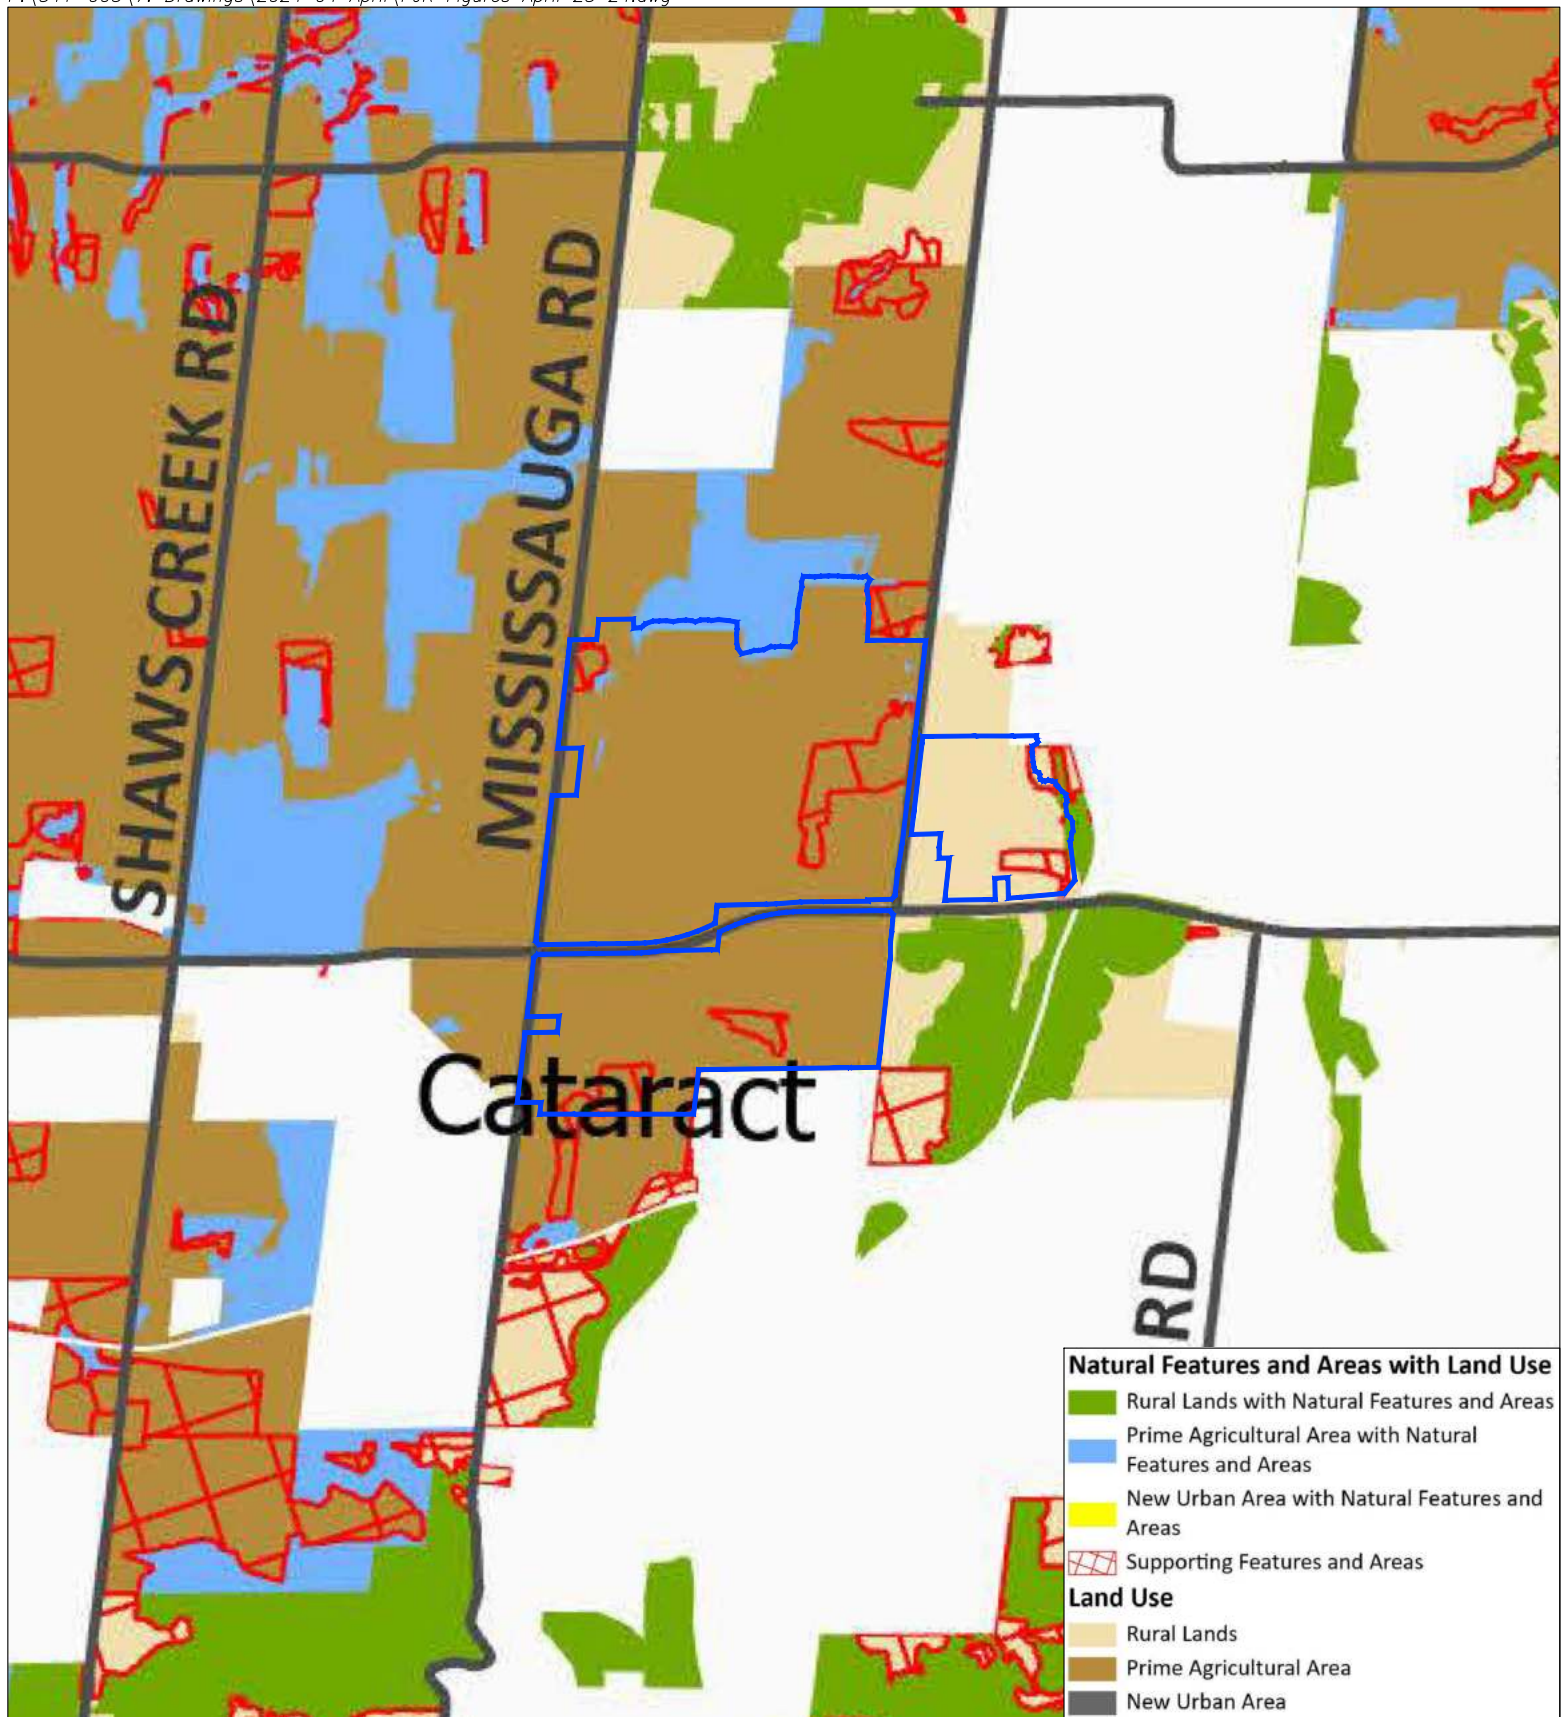 SHAWS CREEK RD
MISSISSAUGA RD
Cataract
RD
Natural Features and Areas with Land Use
Rural Lands with Natural Features and Areas
Prime Agricultural Area with Natural
Features and Areas
New Urban Area with Natural Features and
Areas
Supporting Features and Areas
Land Use
Rural Lands
Prime Agricultural Area
New Urban Area